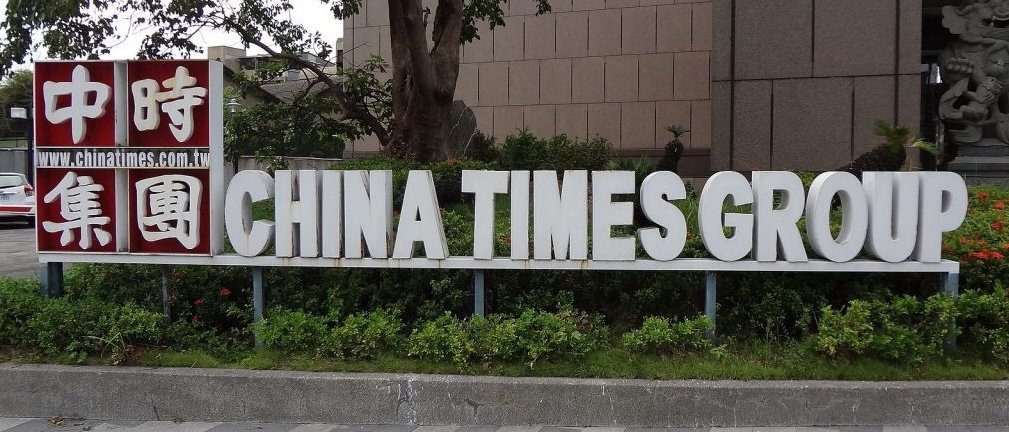 中時
www.chinatimes.com.tw
集團
CHINA TIMES GROUP